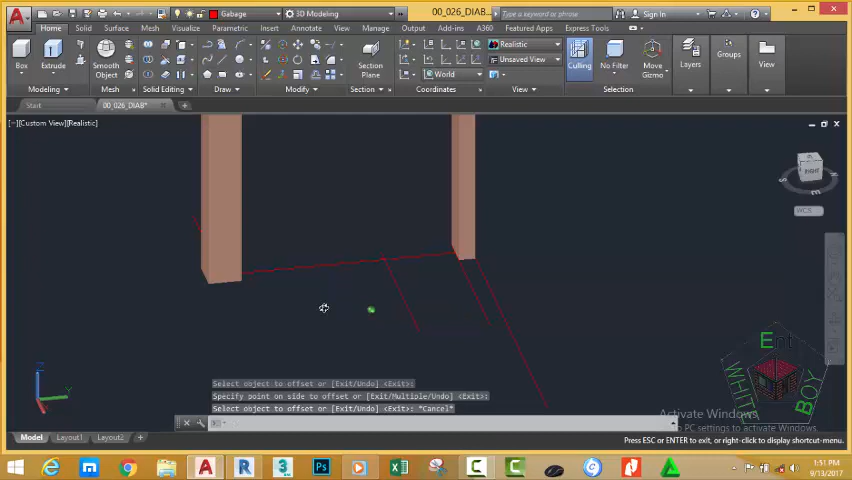 Gabage
3D Modeling
00_026_DIAB...
Type a keyword or phrase
Sign In
Home Solid Surface Mesh Visualize Parametric Insert Annotate View Manage Output Add-ins A360 Featured Apps Express Tools
Box
Extrude
Smooth Object
Section Plane
Realistic
Unsaved View
World
Culling
No Filter
Move Gizmo
Layers
Groups
View
Modeling
Mesh
Solid Editing
Draw
Modify
Section
Coordinates
Selection
Start
00_026_DIAB*
[−][Custom View][Realistic]
RIGHT
S
E
WCS
Z
Y
Select object to offset or [Exit/Undo] <Exit>:
Specify point on side to offset or [Exit/Multiple/Undo] <Exit>:
Select object to offset or [Exit/Undo] <Exit>: *Cancel*
Ent
WHITE
BOY
Activate Windows
PC settings to activate Windows.
Model Layout1 Layout2
Press ESC or ENTER to exit, or right-click to display shortcut-menu.
1:51 PM
9/13/2017